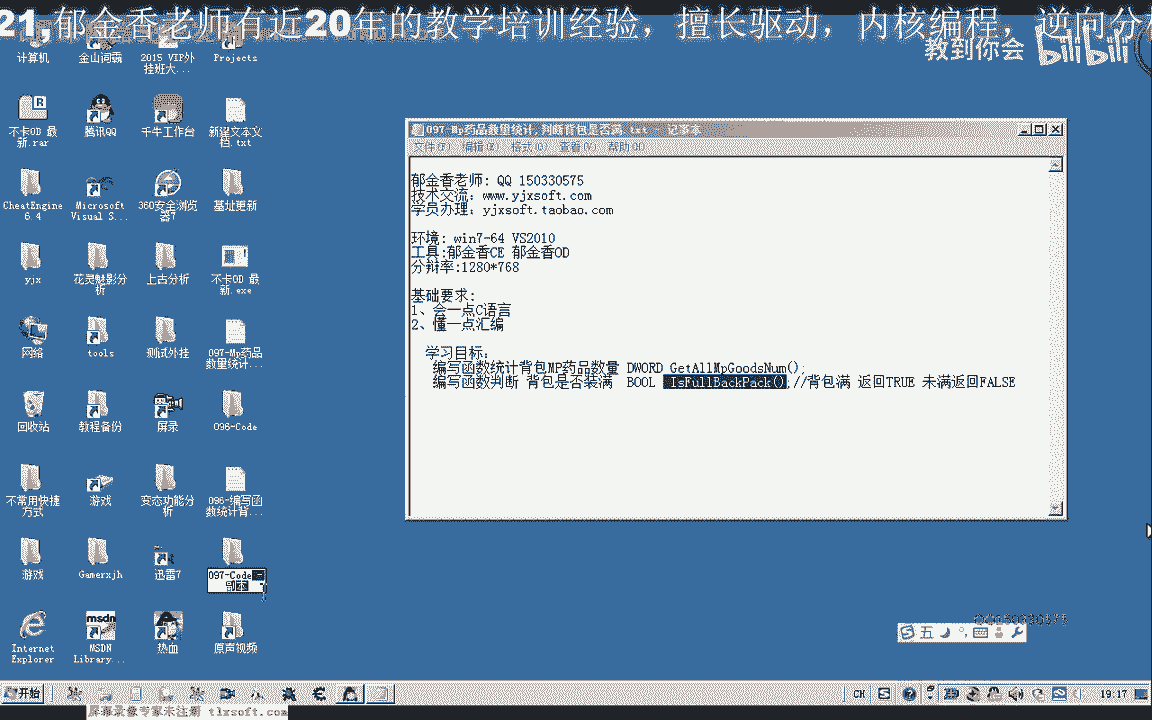 21,郁金香老师有近20年的教学培训经验，擅长驱动，内核编程，逆向分析
教到你会 bilibili
计算机
金山词霸
2015 VIP外挂班大...
Projects
不卡OD 最新.rar
腾讯QQ
千牛工作台
新建文本文档.txt
CheatEngine 6.4
Microsoft Visual S...
360安全浏览器7
基址更新
yjx
花灵魅影分析
上古分析
不卡OD 最新.exe
网络
tools
测试外挂
097-Mp药品数量统计...
回收站
教程备份
屏录
096-Code
不常用快捷方式
游戏
变态功能分析
096-编写函数统计背...
游戏
Gamerxjh
迅雷7
097-Code - 副本
Internet Explorer
MSDN Library...
热血
原声视频
097-Mp药品数量统计,判断背包是否满.txt - 记事本
文件(F) 编辑(E) 格式(O) 查看(V) 帮助(H)
郁金香老师: QQ 150330575
技术交流: www.yjxsoft.com
学员办理: yjxsoft.taobao.com
环境: win7-64 VS2010
工具:郁金香CE 郁金香OD
分辩率:1280*768
基础要求:
1、会一点C语言
2、懂一点汇编
学习目标:
编写函数统计背包MP药品数量 DWORD GetAllMpGoodsNum();
编写函数判断 背包是否装满 BOOL IsFullBackPack();//背包满 返回TRUE 未满返回FALSE
五
开始
CH
19:17
屏幕录像专家未注册 tlxsoft.com